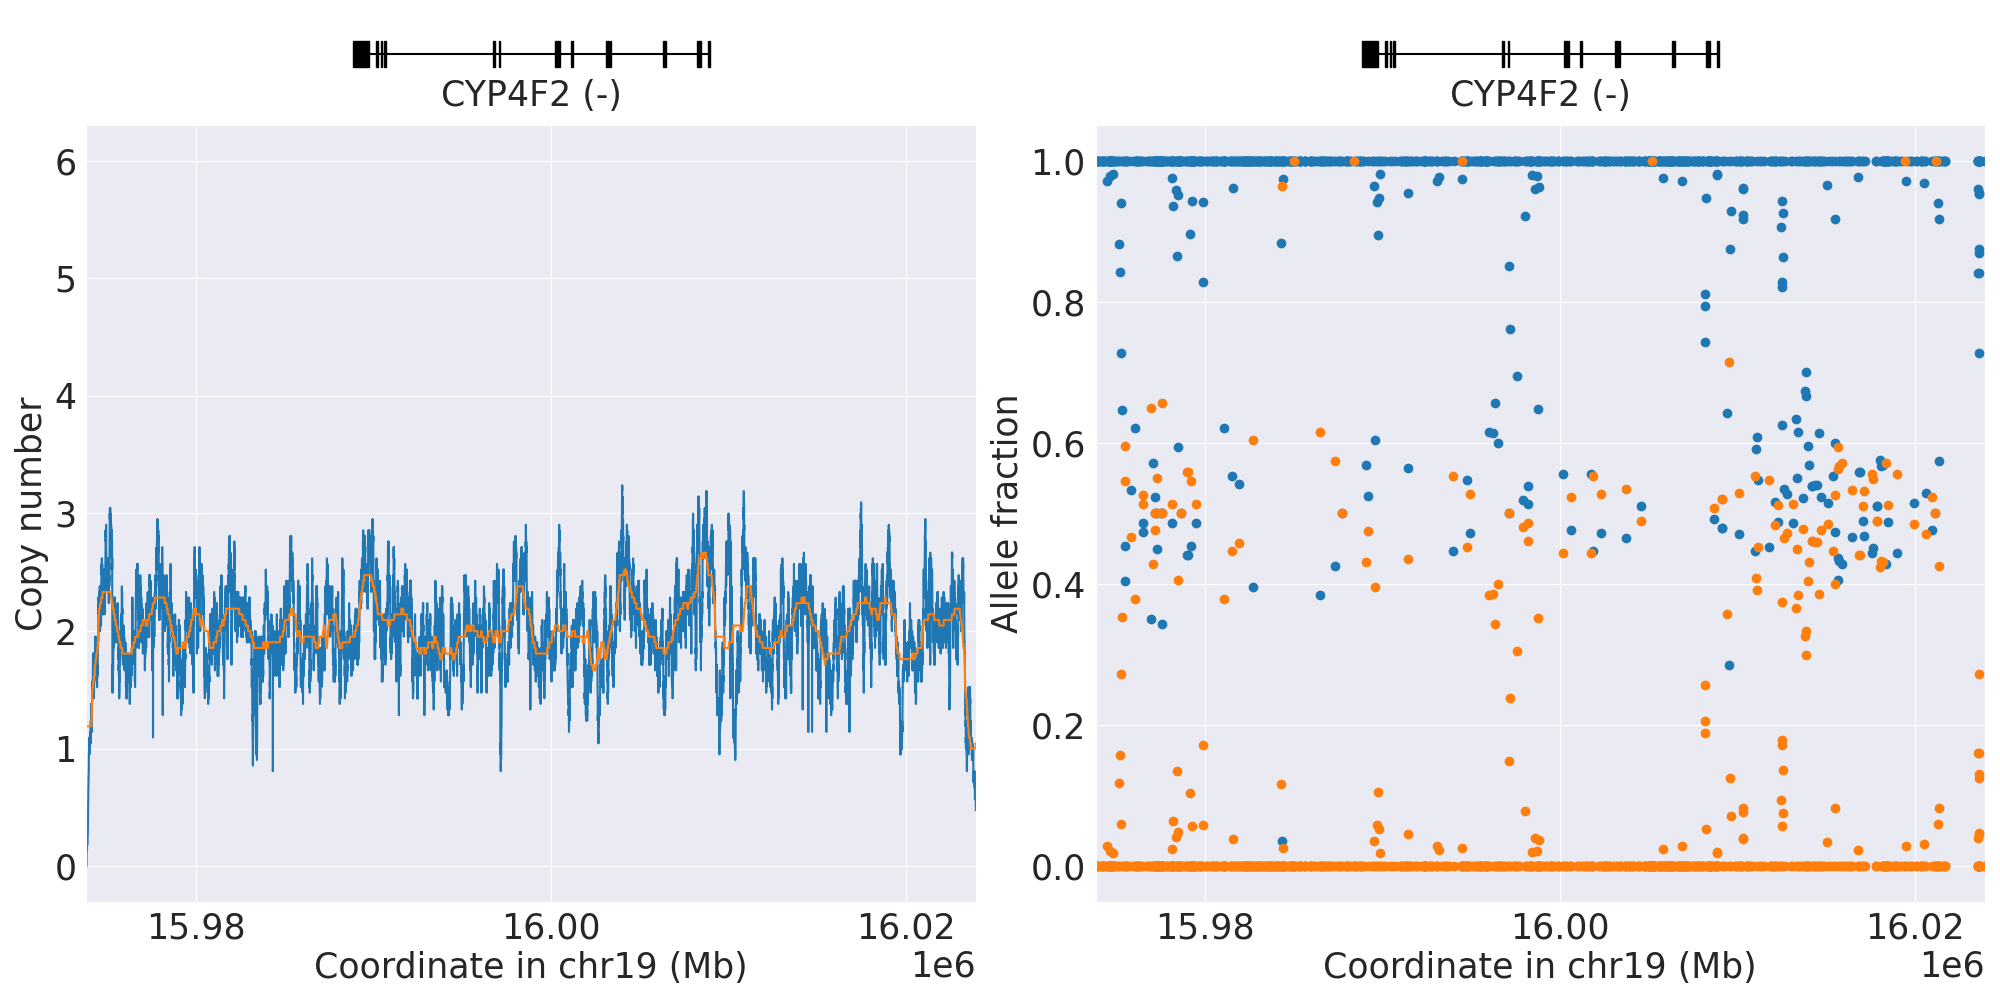 CYP4F2 (-)
6
5
4
3
2
1
0
Copy number
15.98
16.00
16.02
Coordinate in chr19 (Mb)
1e6
CYP4F2 (-)
1.0
0.8
0.6
0.4
0.2
0.0
Allele fraction
15.98
16.00
16.02
Coordinate in chr19 (Mb)
1e6